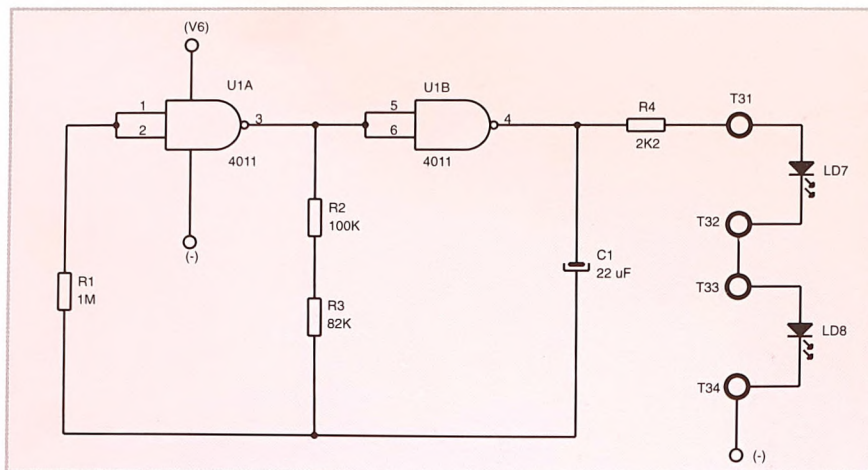 (V6)
U1A
U1B
1
2
3
4011
5
6
4
4011
R4
2K2
T31
LD7
R2
100K
T32
C1
22 uF
R1
1M
R3
82K
T33
LD8
T34
(-)
(-)